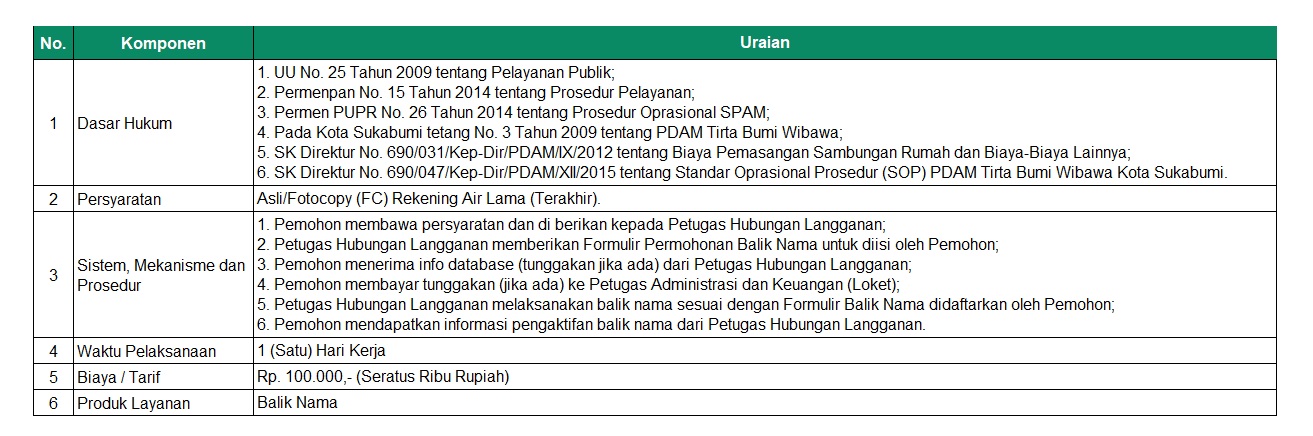 No. Komponen Uraian
1 Dasar Hukum
1. UU No. 25 Tahun 2009 tentang Pelayanan Publik;
2. Permenpan No. 15 Tahun 2014 tentang Prosedur Pelayanan;
3. Permen PUPR No. 26 Tahun 2014 tentang Prosedur Oprasional SPAM;
4. Pada Kota Sukabumi tetang No. 3 Tahun 2009 tentang PDAM Tirta Bumi Wibawa;
5. SK Direktur No. 690/031/Kep-Dir/PDAM/IX/2012 tentang Biaya Pemasangan Sambungan Rumah dan Biaya-Biaya Lainnya;
6. SK Direktur No. 690/047/Kep-Dir/PDAM/XII/2015 tentang Standar Oprasional Prosedur (SOP) PDAM Tirta Bumi Wibawa Kota Sukabumi.
2 Persyaratan Asli/Fotocopy (FC) Rekening Air Lama (Terakhir).
3 Sistem, Mekanisme dan
Prosedur
1. Pemohon membawa persyaratan dan di berikan kepada Petugas Hubungan Langganan;
2. Petugas Hubungan Langganan memberikan Formulir Permohonan Balik Nama untuk diisi oleh Pemohon;
3. Pemohon menerima info database (tunggakan jika ada) dari Petugas Hubungan Langganan;
4. Pemohon membayar tunggakan (jika ada) ke Petugas Administrasi dan Keuangan (Loket);
5. Petugas Hubungan Langganan melaksanakan balik nama sesuai dengan Formulir Balik Nama didaftarkan oleh Pemohon;
6. Pemohon mendapatkan informasi pengaktifan balik nama dari Petugas Hubungan Langganan.
4 Waktu Pelaksanaan 1 (Satu) Hari Kerja
5 Biaya / Tarif Rp. 100.000,- (Seratus Ribu Rupiah)
6 Produk Layanan Balik Nama